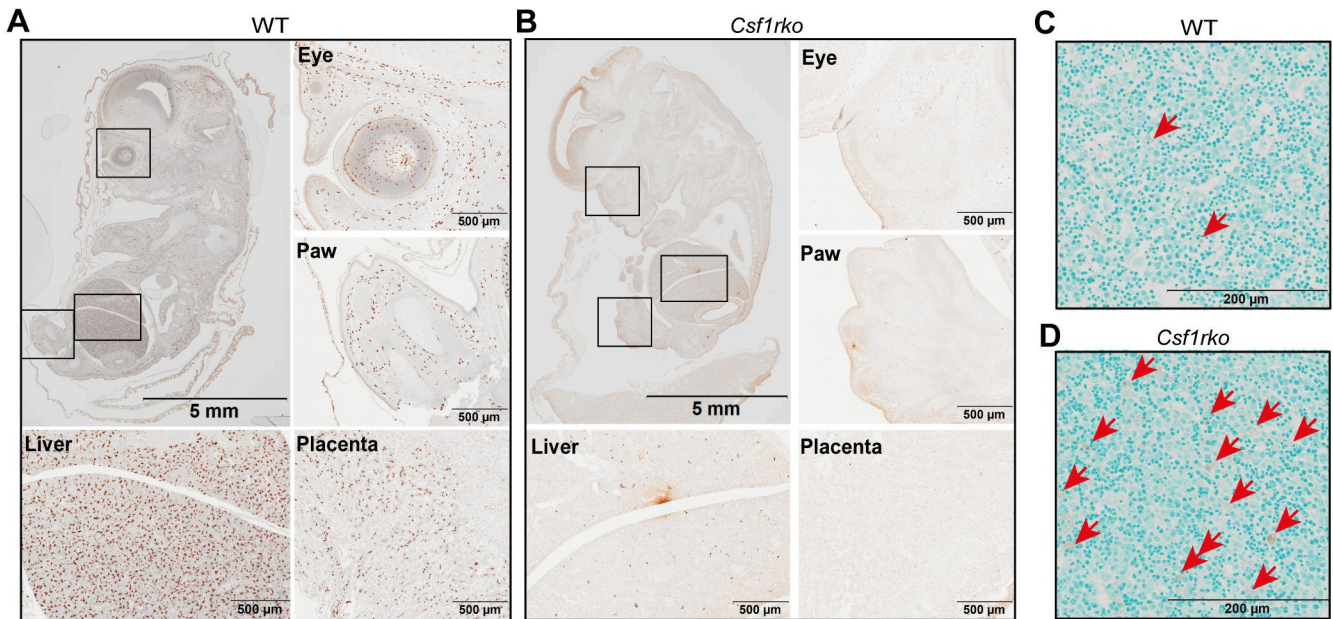 A
WT
B
Csf1rko
C
WT
Eye
500 µm
Paw
500 µm
5 mm
Liver
500 µm
Placenta
500 µm
Eye
500 µm
Paw
500 µm
5 mm
Liver
500 µm
Placenta
500 µm
200 µm
D
Csf1rko
200 µm